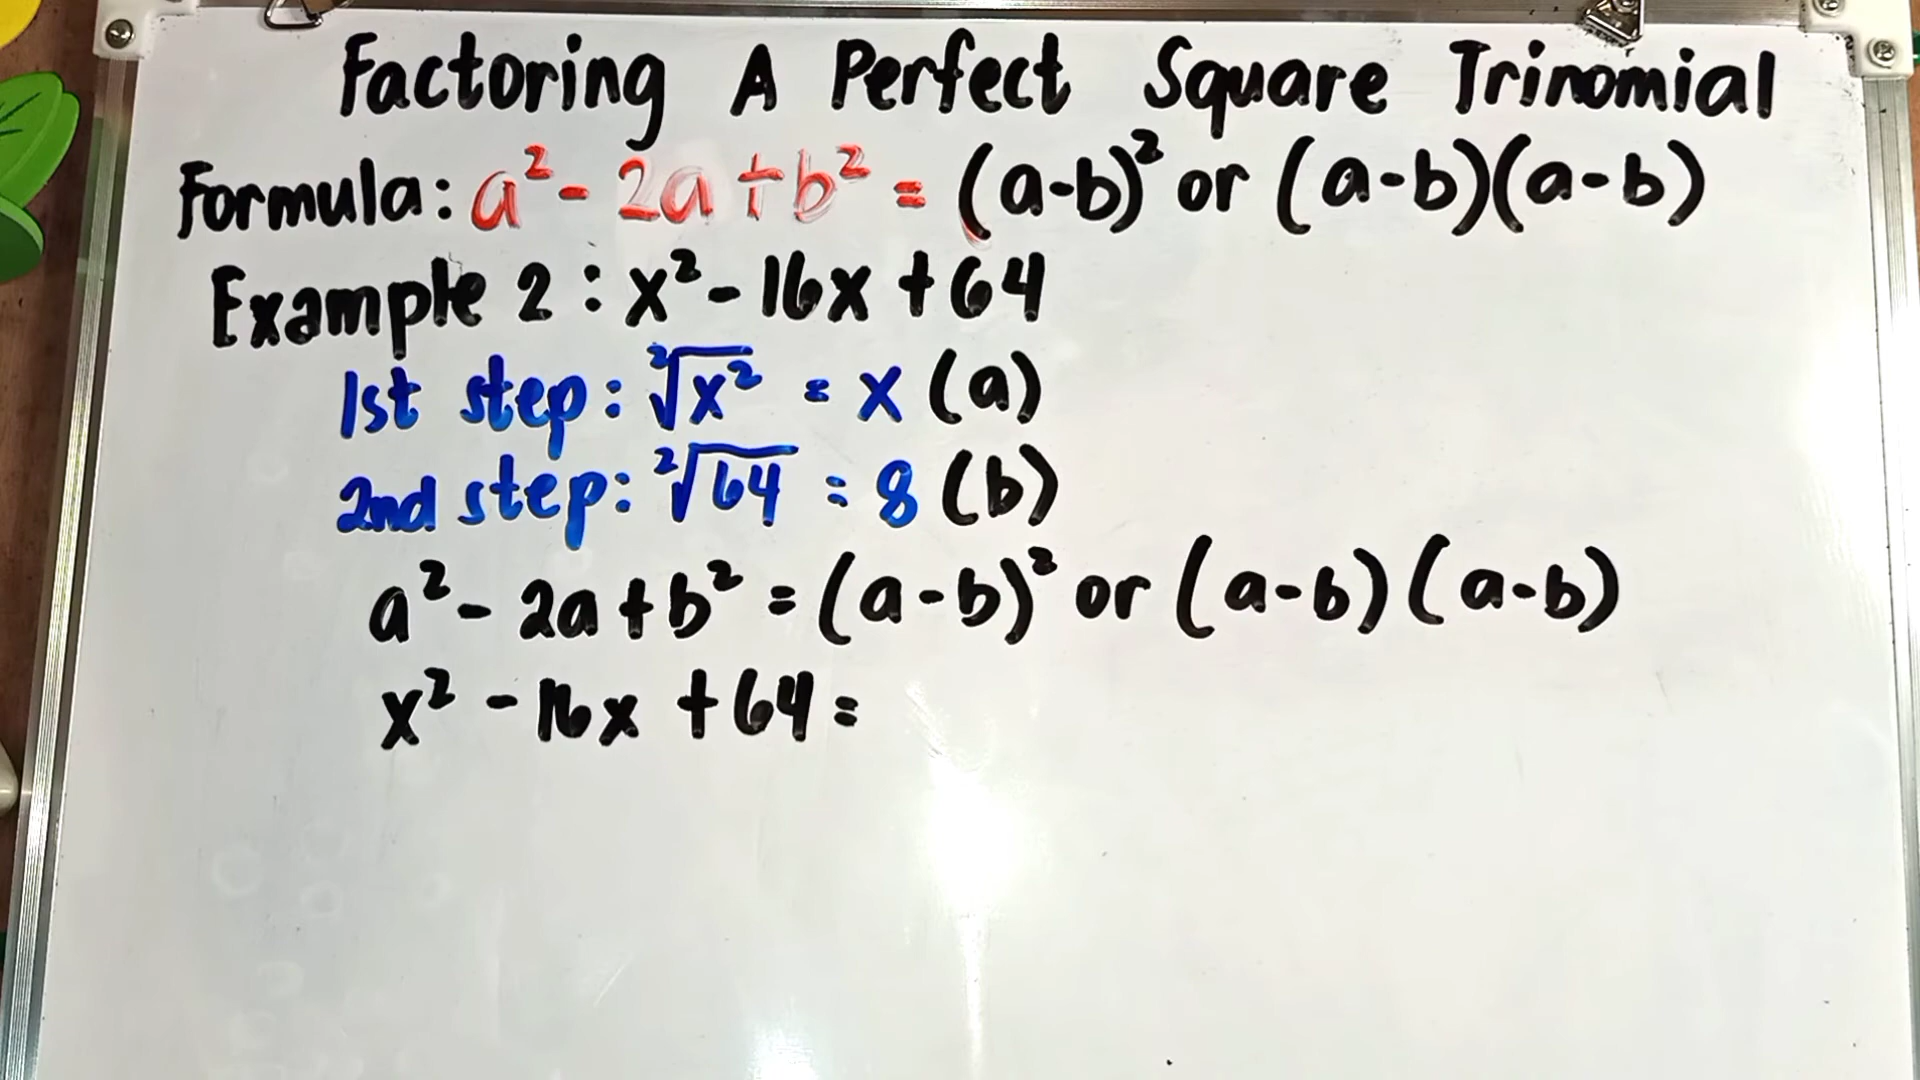 Factoring A Perfect Square Trinomial
Formula: a² - 2a + b² = (a-b)² or (a-b)(a-b)
Example 2 : x² - 16x + 64
1st step: ²√x² = x (a)
2nd step: ²√64 = 8 (b)
a² - 2a + b² = (a-b)² or (a-b)(a-b)
x² - 16x + 64 =